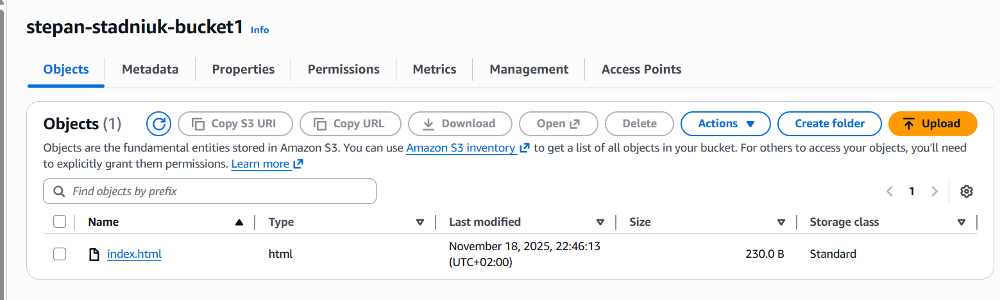 stepan-stadniuk-bucket1 Info
Objects Metadata Properties Permissions Metrics Management Access Points
Objects (1) Copy S3 URI Copy URL Download Open Delete Actions Create folder Upload
Objects are the fundamental entities stored in Amazon S3. You can use Amazon S3 inventory to get a list of all objects in your bucket. For others to access your objects, you'll need
to explicitly grant them permissions. Learn more
Find objects by prefix 1
Name Type Last modified Size Storage class
index.html html November 18, 2025, 22:46:13 230.0 B Standard
(UTC+02:00)